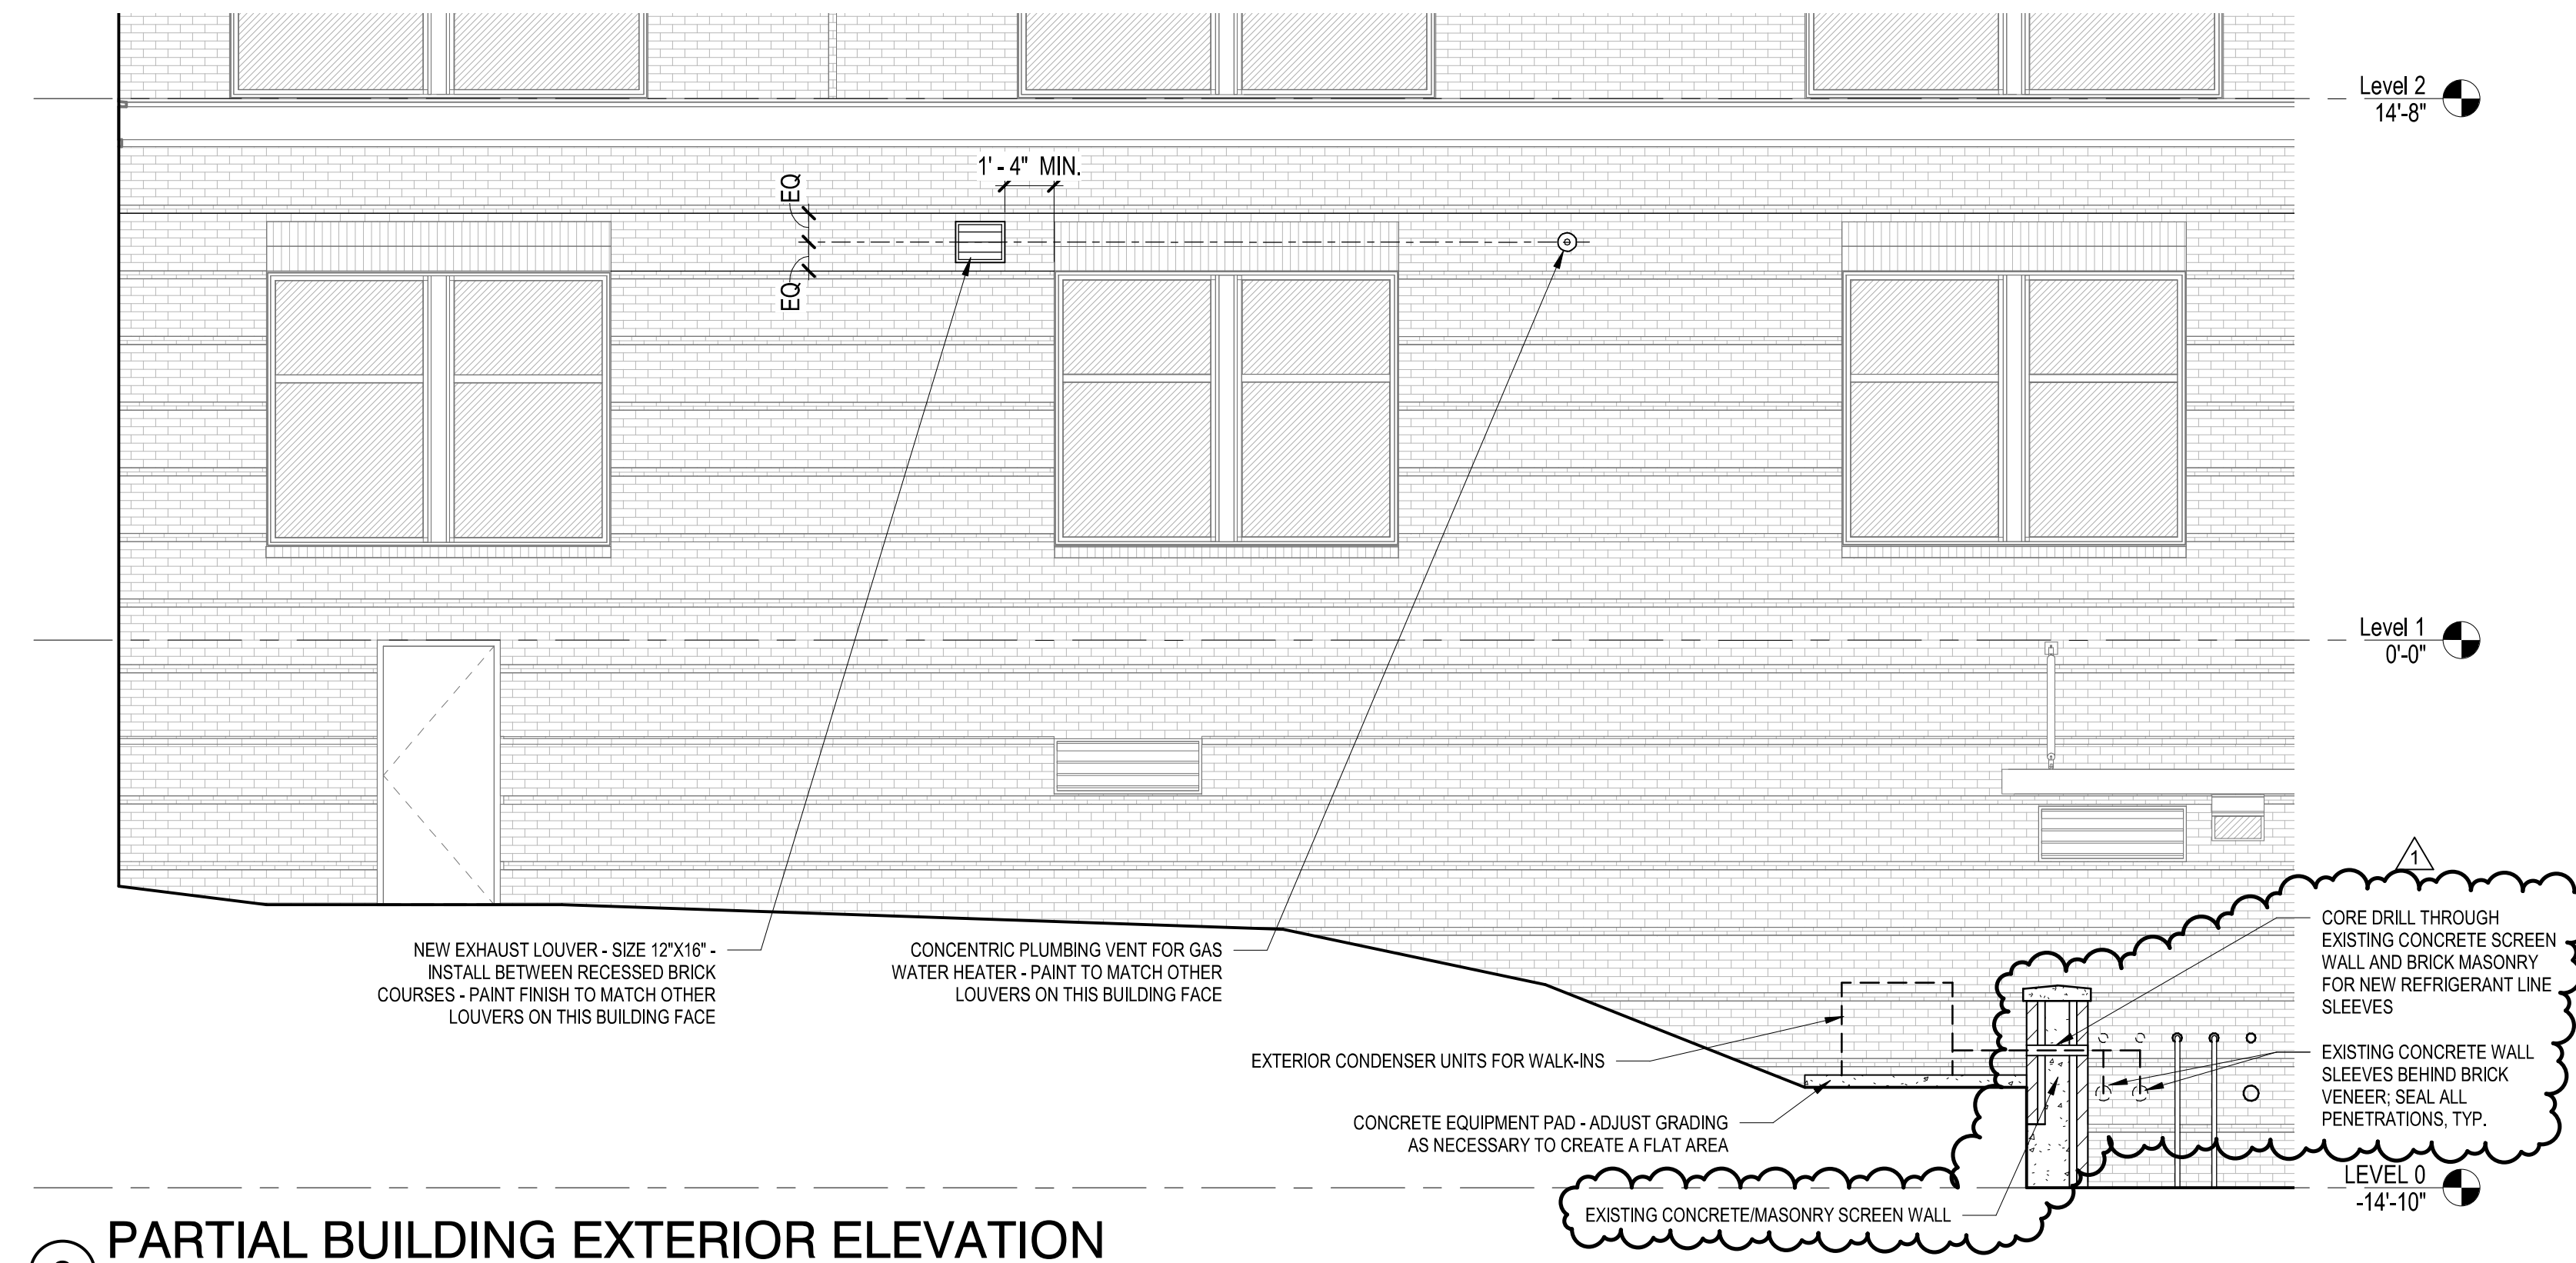 Level 2
14'-8"
1' - 4" MIN.
EQ
EQ
Level 1
0'-0"
1
NEW EXHAUST LOUVER - SIZE 12"X16" -
INSTALL BETWEEN RECESSED BRICK
COURSES - PAINT FINISH TO MATCH OTHER
LOUVERS ON THIS BUILDING FACE
CONCENTRIC PLUMBING VENT FOR GAS
WATER HEATER - PAINT TO MATCH OTHER
LOUVERS ON THIS BUILDING FACE
CORE DRILL THROUGH
EXISTING CONCRETE SCREEN
WALL AND BRICK MASONRY
FOR NEW REFRIGERANT LINE
SLEEVES
EXTERIOR CONDENSER UNITS FOR WALK-INS
EXISTING CONCRETE WALL
SLEEVES BEHIND BRICK
VENEER; SEAL ALL
PENETRATIONS, TYP.
CONCRETE EQUIPMENT PAD - ADJUST GRADING
AS NECESSARY TO CREATE A FLAT AREA
LEVEL 0
-14'-10"
EXISTING CONCRETE/MASONRY SCREEN WALL
PARTIAL BUILDING EXTERIOR ELEVATION